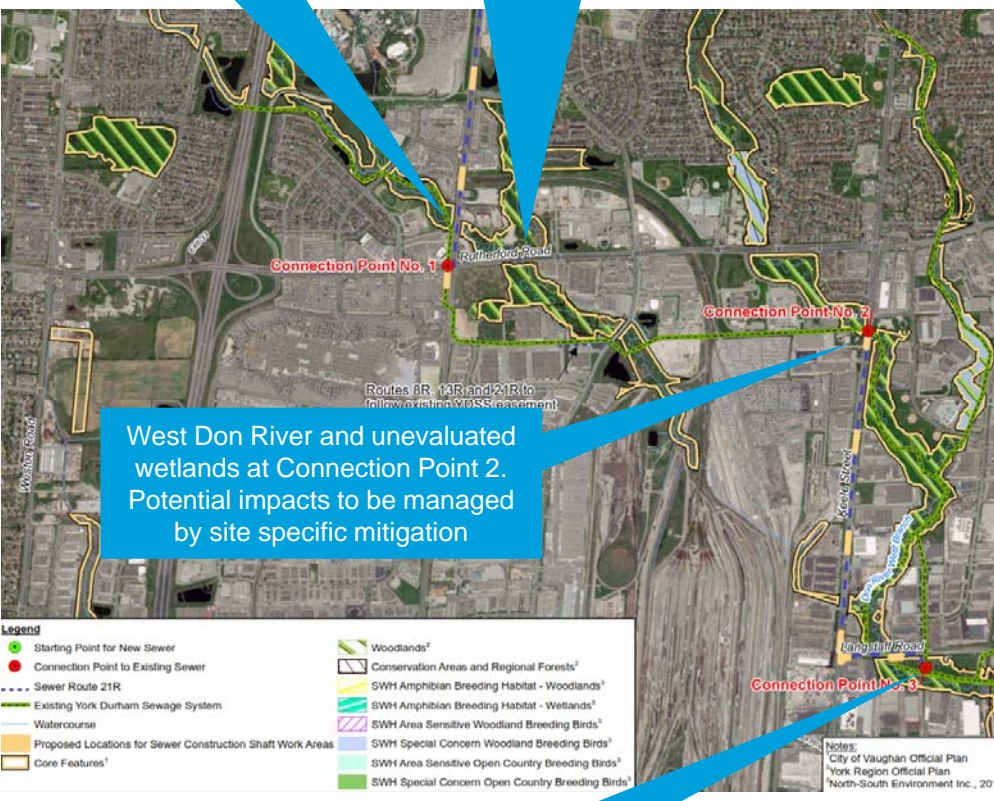 Rutherford Road
Connection Point No. 1
Connection Point No. 2
Routes 8R, 13R and 21R to
follow existing YDSS easement
West Don River and unevaluated
wetlands at Connection Point 2.
Potential impacts to be managed
by site specific mitigation
Weston Road
Keele Street
Don River West Branch
Langstaff Road
Connection Point No. 3
Legend
Starting Point for New Sewer
Connection Point to Existing Sewer
Sewer Route 21R
Existing York Durham Sewage System
Watercourse
Proposed Locations for Sewer Construction Shaft Work Areas
Core Features¹
Woodlands²
Conservation Areas and Regional Forests²
SWH Amphibian Breeding Habitat - Woodlands³
SWH Amphibian Breeding Habitat - Wetlands³
SWH Area Sensitive Woodland Breeding Birds³
SWH Special Concern Woodland Breeding Birds³
SWH Area Sensitive Open Country Breeding Birds³
SWH Special Concern Open Country Breeding Birds³
Notes:
¹City of Vaughan Official Plan
²York Region Official Plan
³North-South Environment Inc., 20